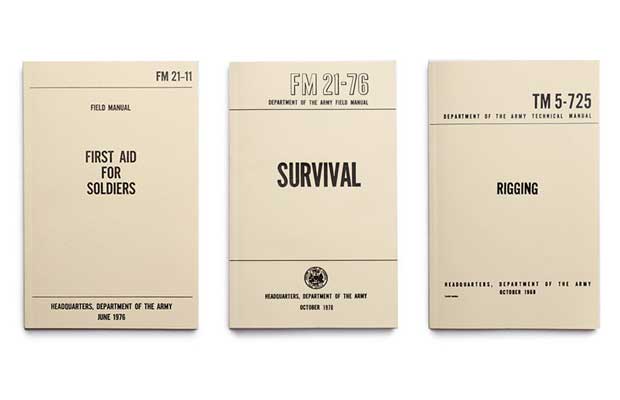 FM 21-11
FIELD MANUAL
FIRST AID
FOR
SOLDIERS
HEADQUARTERS, DEPARTMENT OF THE ARMY
JUNE 1976
FM 21-76
DEPARTMENT OF THE ARMY FIELD MANUAL
SURVIVAL
HEADQUARTERS, DEPARTMENT OF THE ARMY
OCTOBER 1970
TM 5-725
DEPARTMENT OF THE ARMY TECHNICAL MANUAL
RIGGING
HEADQUARTERS, DEPARTMENT OF THE ARMY
OCTOBER 1968